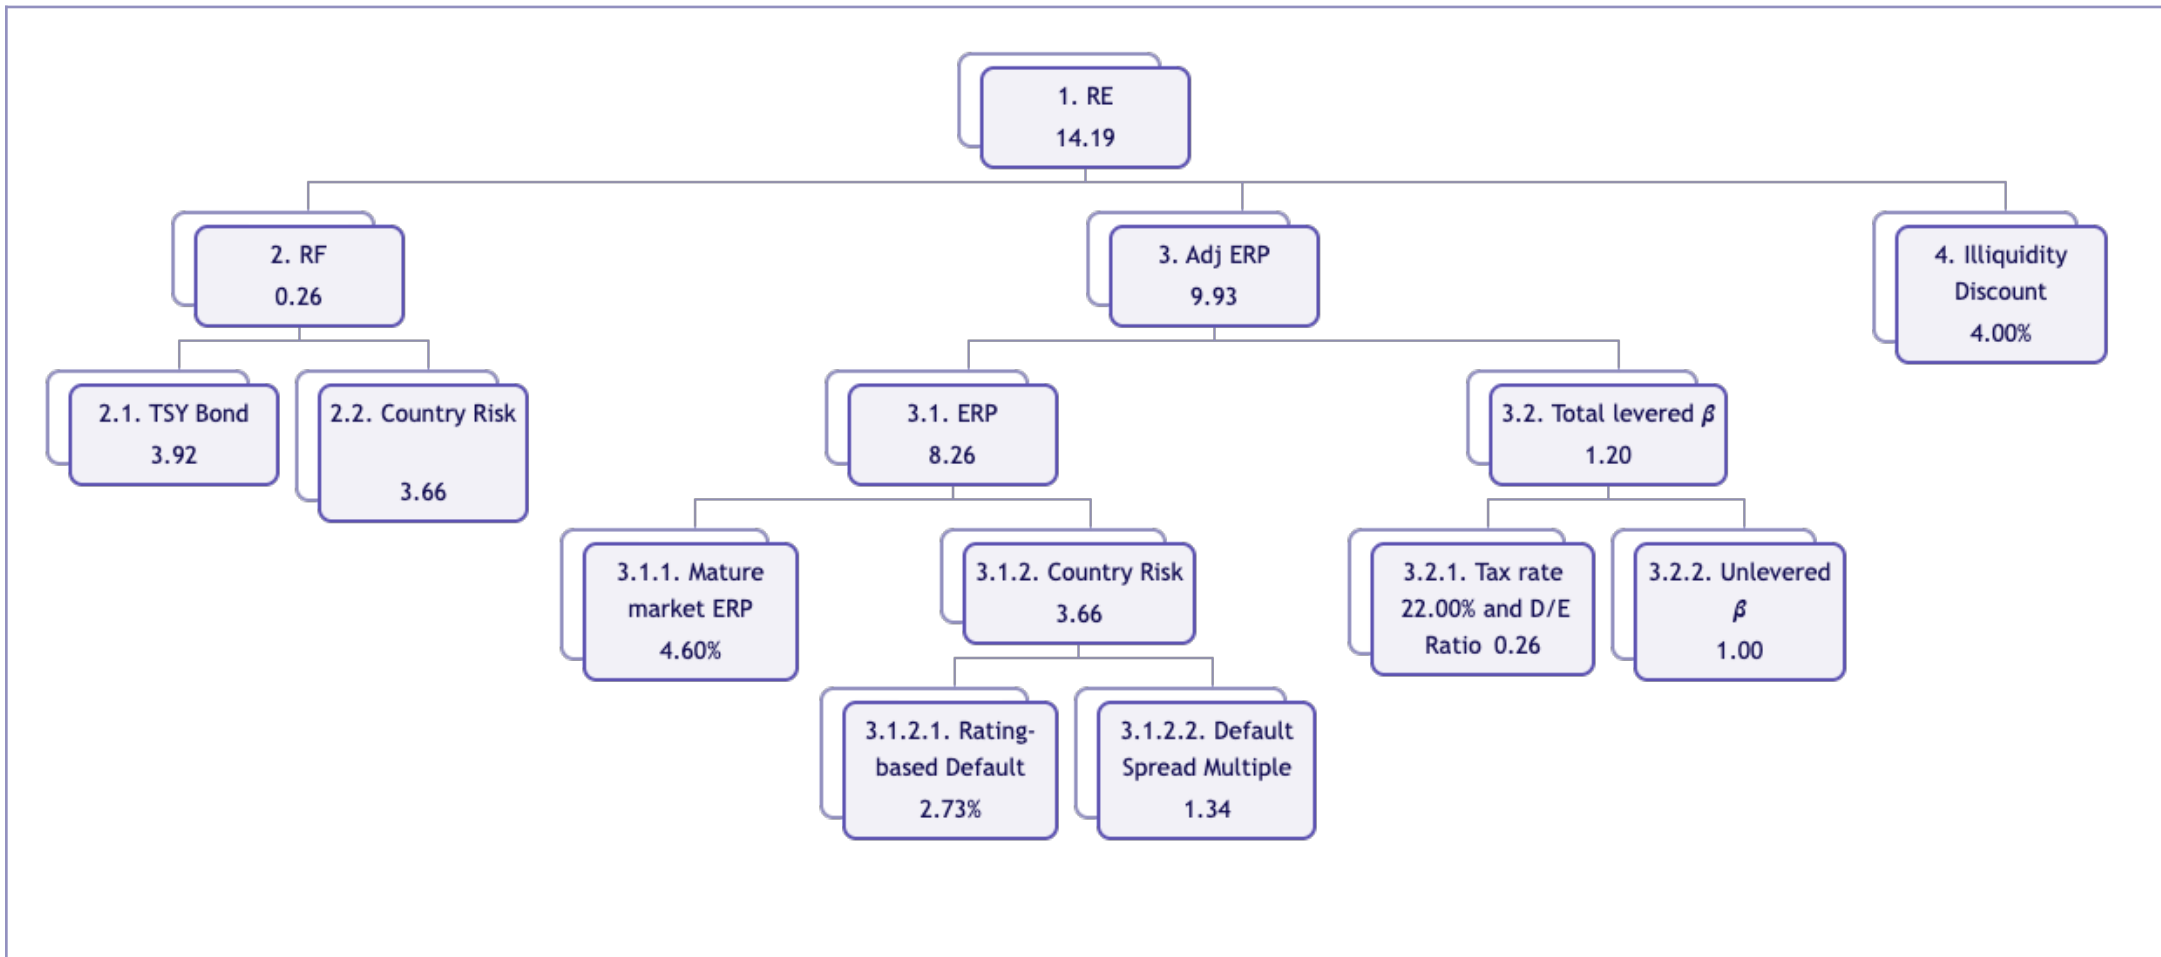 1. RE
14.19
2. RF
0.26
3. Adj ERP
9.93
4. Illiquidity
Discount
4.00%
2.1. TSY Bond
3.92
2.2. Country Risk
3.66
3.1. ERP
8.26
3.2. Total levered β
1.20
3.1.1. Mature
market ERP
4.60%
3.1.2. Country Risk
3.66
3.2.1. Tax rate
22.00% and D/E
Ratio 0.26
3.2.2. Unlevered
β
1.00
3.1.2.1. Rating-
based Default
2.73%
3.1.2.2. Default
Spread Multiple
1.34